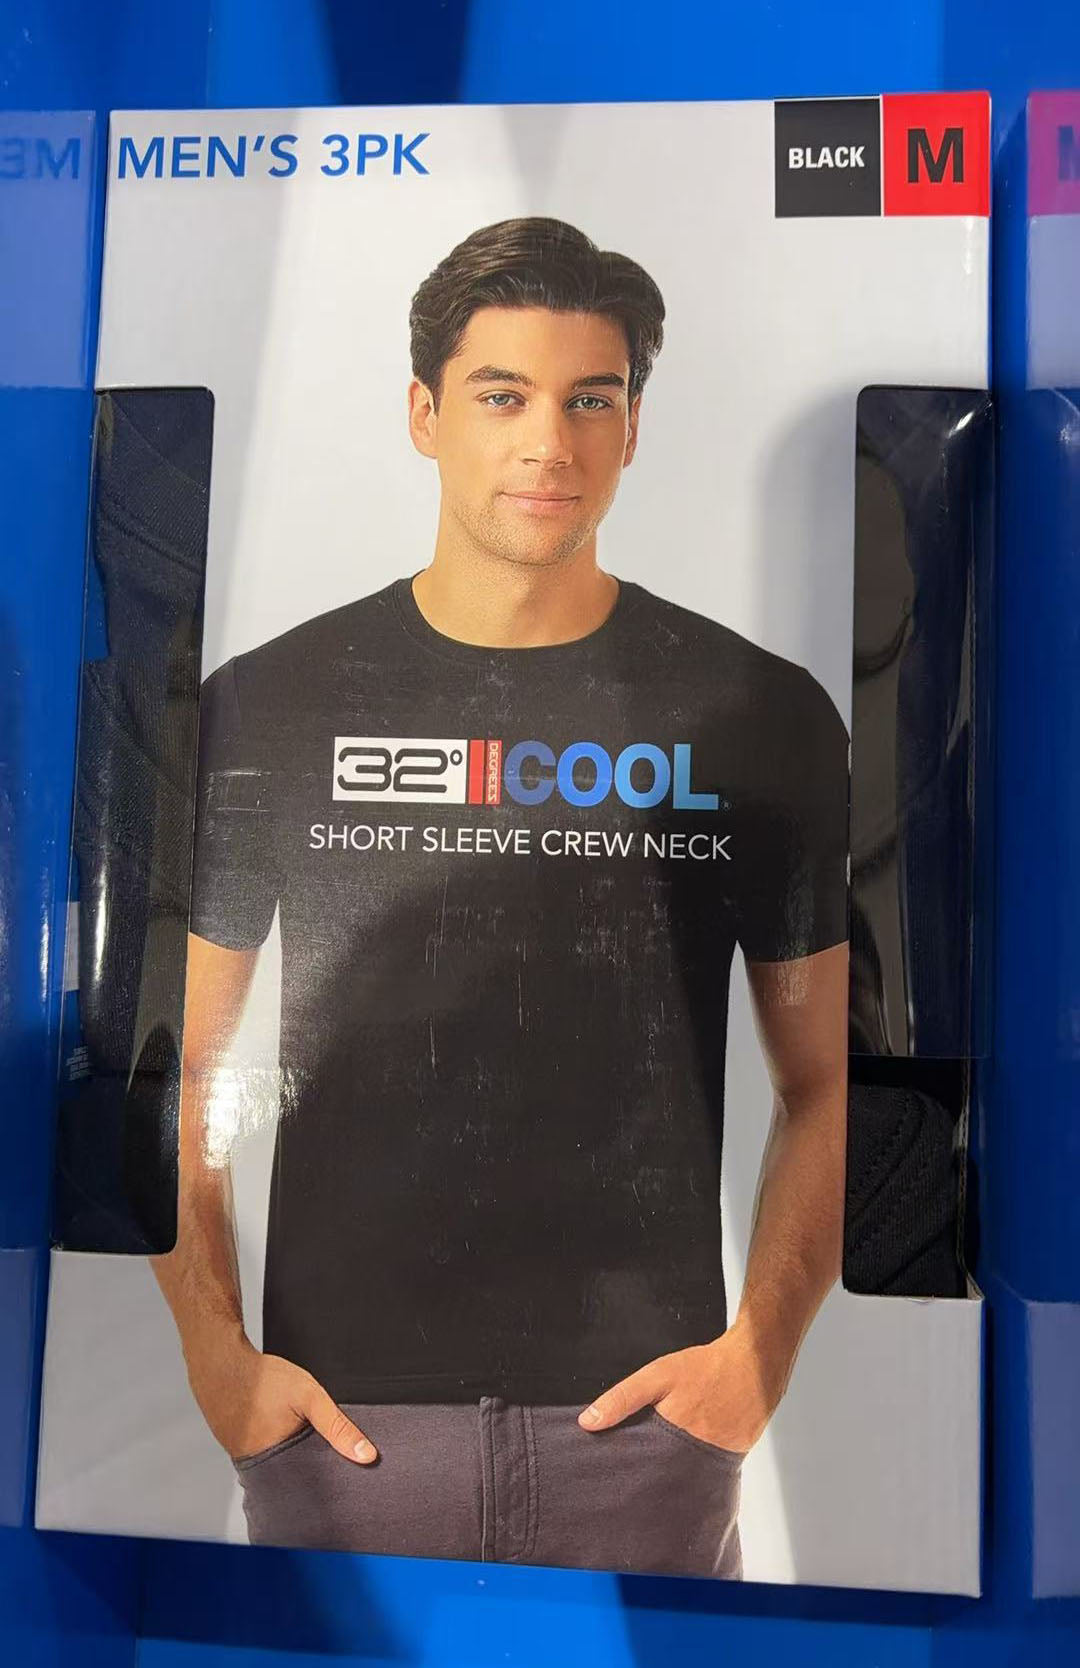 MEN'S 3PK
BLACK M
32° DEGREES COOL®
SHORT SLEEVE CREW NECK